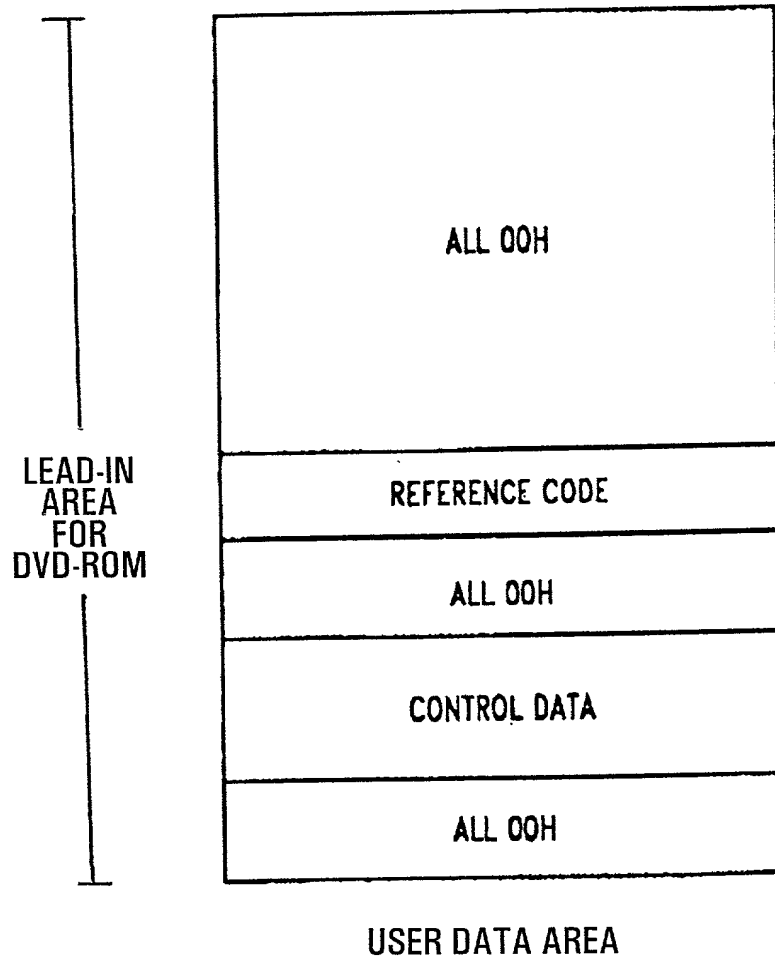 ALL 00H
LEAD-IN
AREA
FOR
DVD-ROM
REFERENCE CODE
ALL 00H
CONTROL DATA
ALL 00H
USER DATA AREA